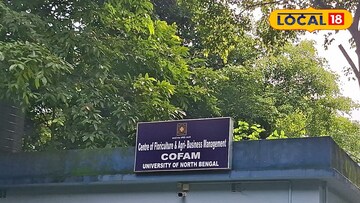 LOCAL 18
Centre of Floriculture & Agri-Business Management
COFAM
UNIVERSITY OF NORTH BENGAL